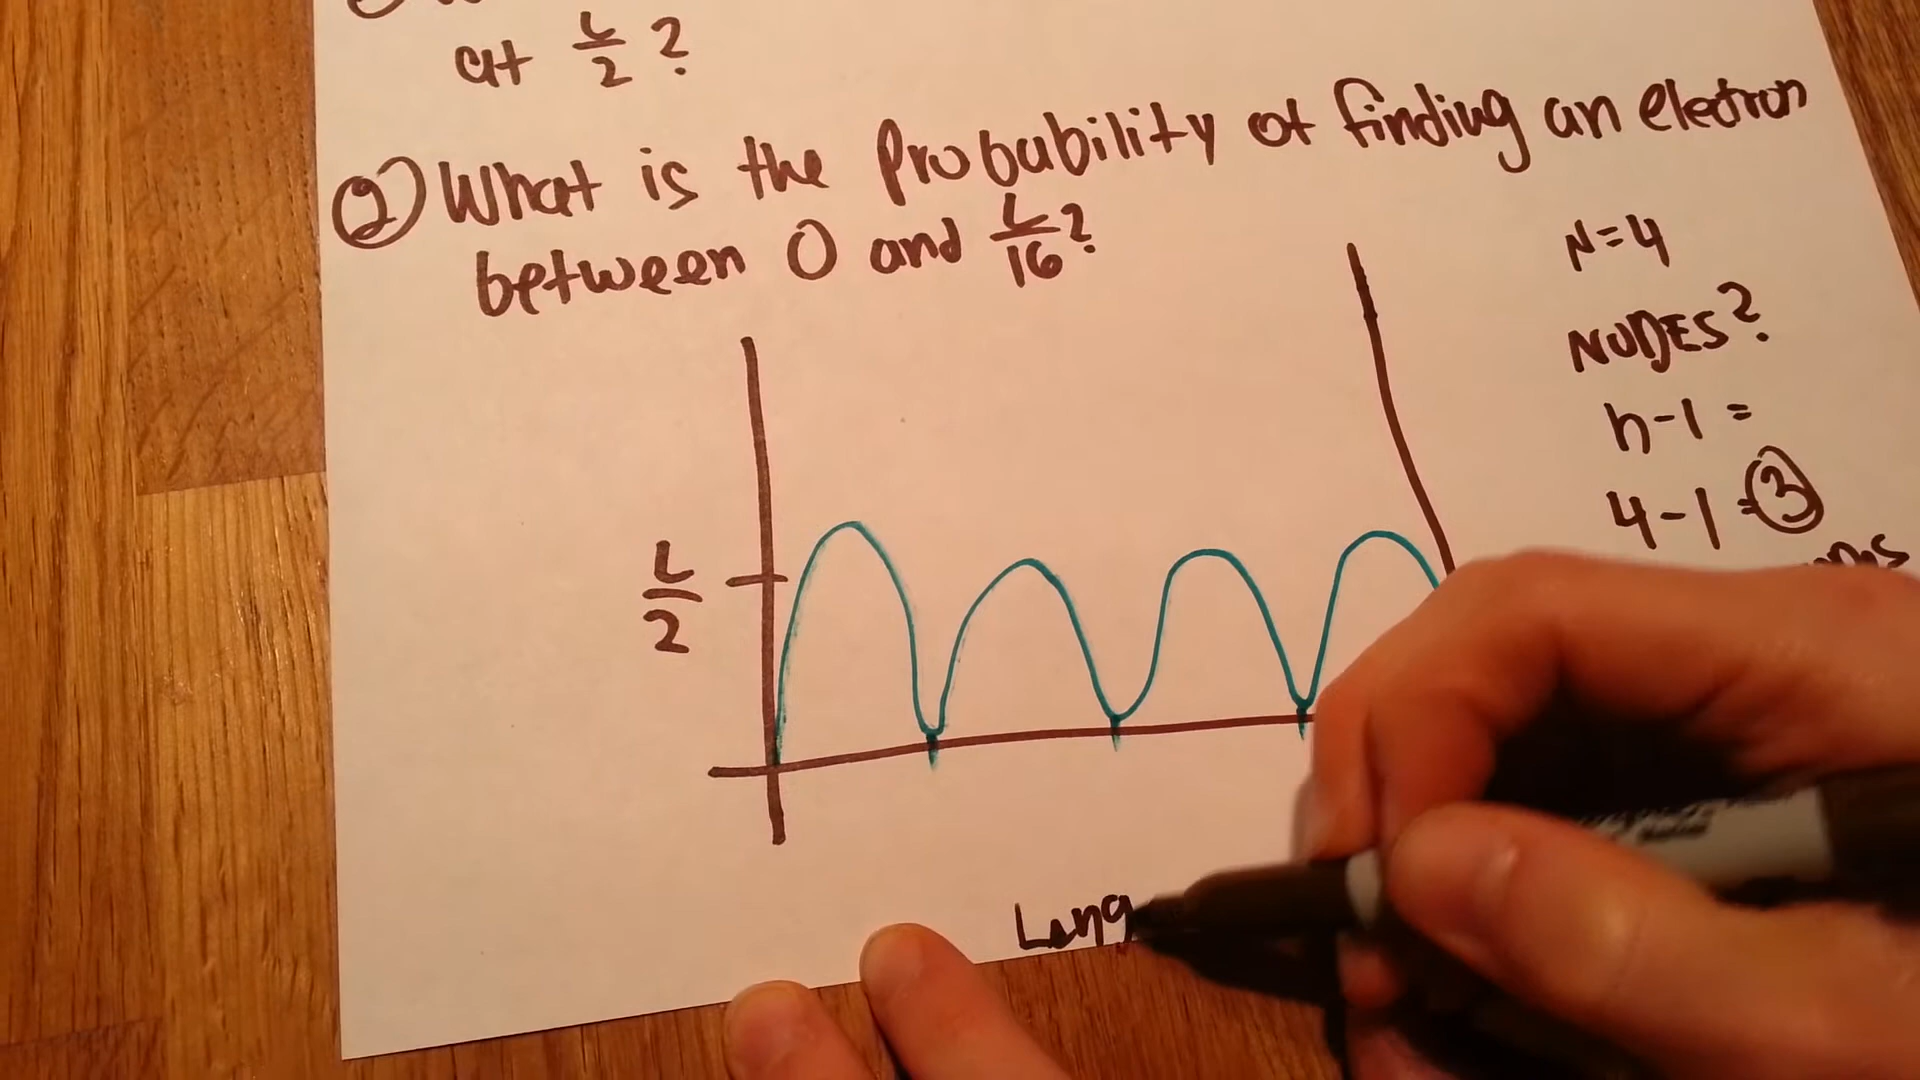 at L/2 ?
② What is the Probability of finding an electron
between 0 and L/16 ?
N=4
NODES?
n-1 =
4-1 = 3
L/2
Leng